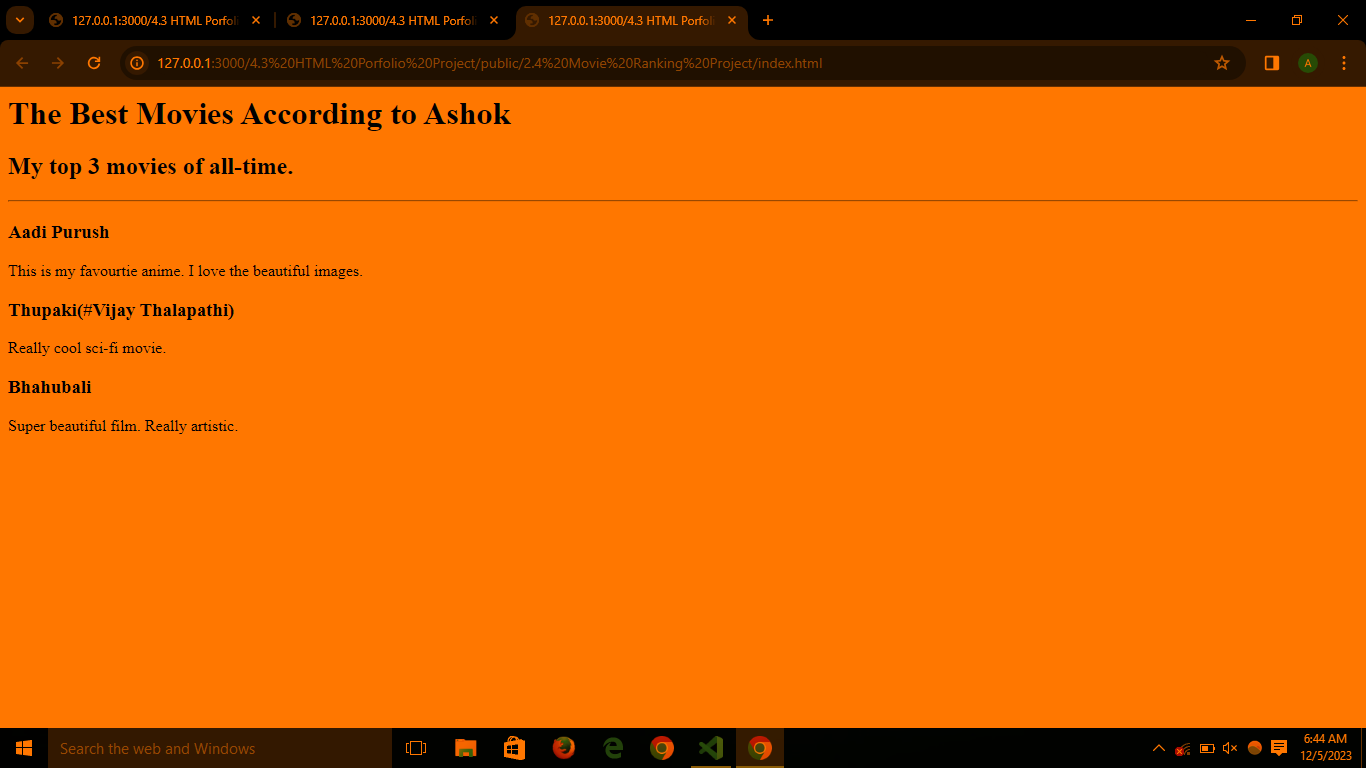 127.0.0.1:3000/4.3 HTML Porfoli
127.0.0.1:3000/4.3 HTML Porfoli
127.0.0.1:3000/4.3 HTML Porfoli
127.0.0.1:3000/4.3%20HTML%20Porfolio%20Project/public/2.4%20Movie%20Ranking%20Project/index.html
A
The Best Movies According to Ashok
My top 3 movies of all-time.
Aadi Purush
This is my favourtie anime. I love the beautiful images.
Thupaki(#Vijay Thalapathi)
Really cool sci-fi movie.
Bhahubali
Super beautiful film. Really artistic.
Search the web and Windows
6:44 AM
12/5/2023